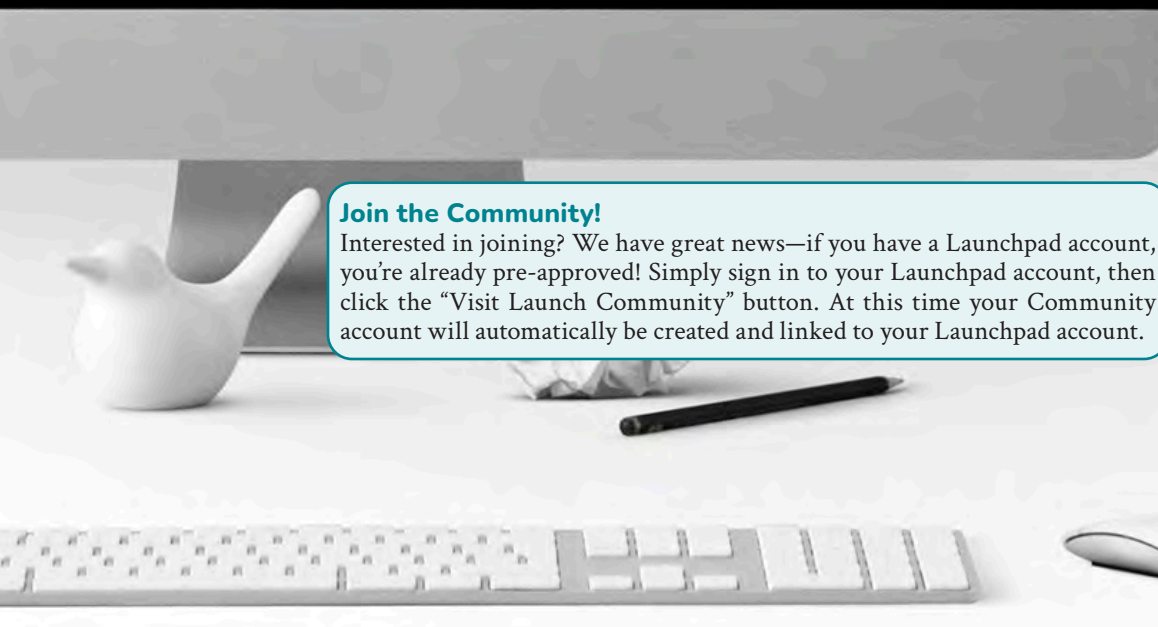 Join the Community!
Interested in joining? We have great news—if you have a Launchpad account,
you’re already pre-approved! Simply sign in to your Launchpad account, then
click the “Visit Launch Community” button. At this time your Community
account will automatically be created and linked to your Launchpad account.